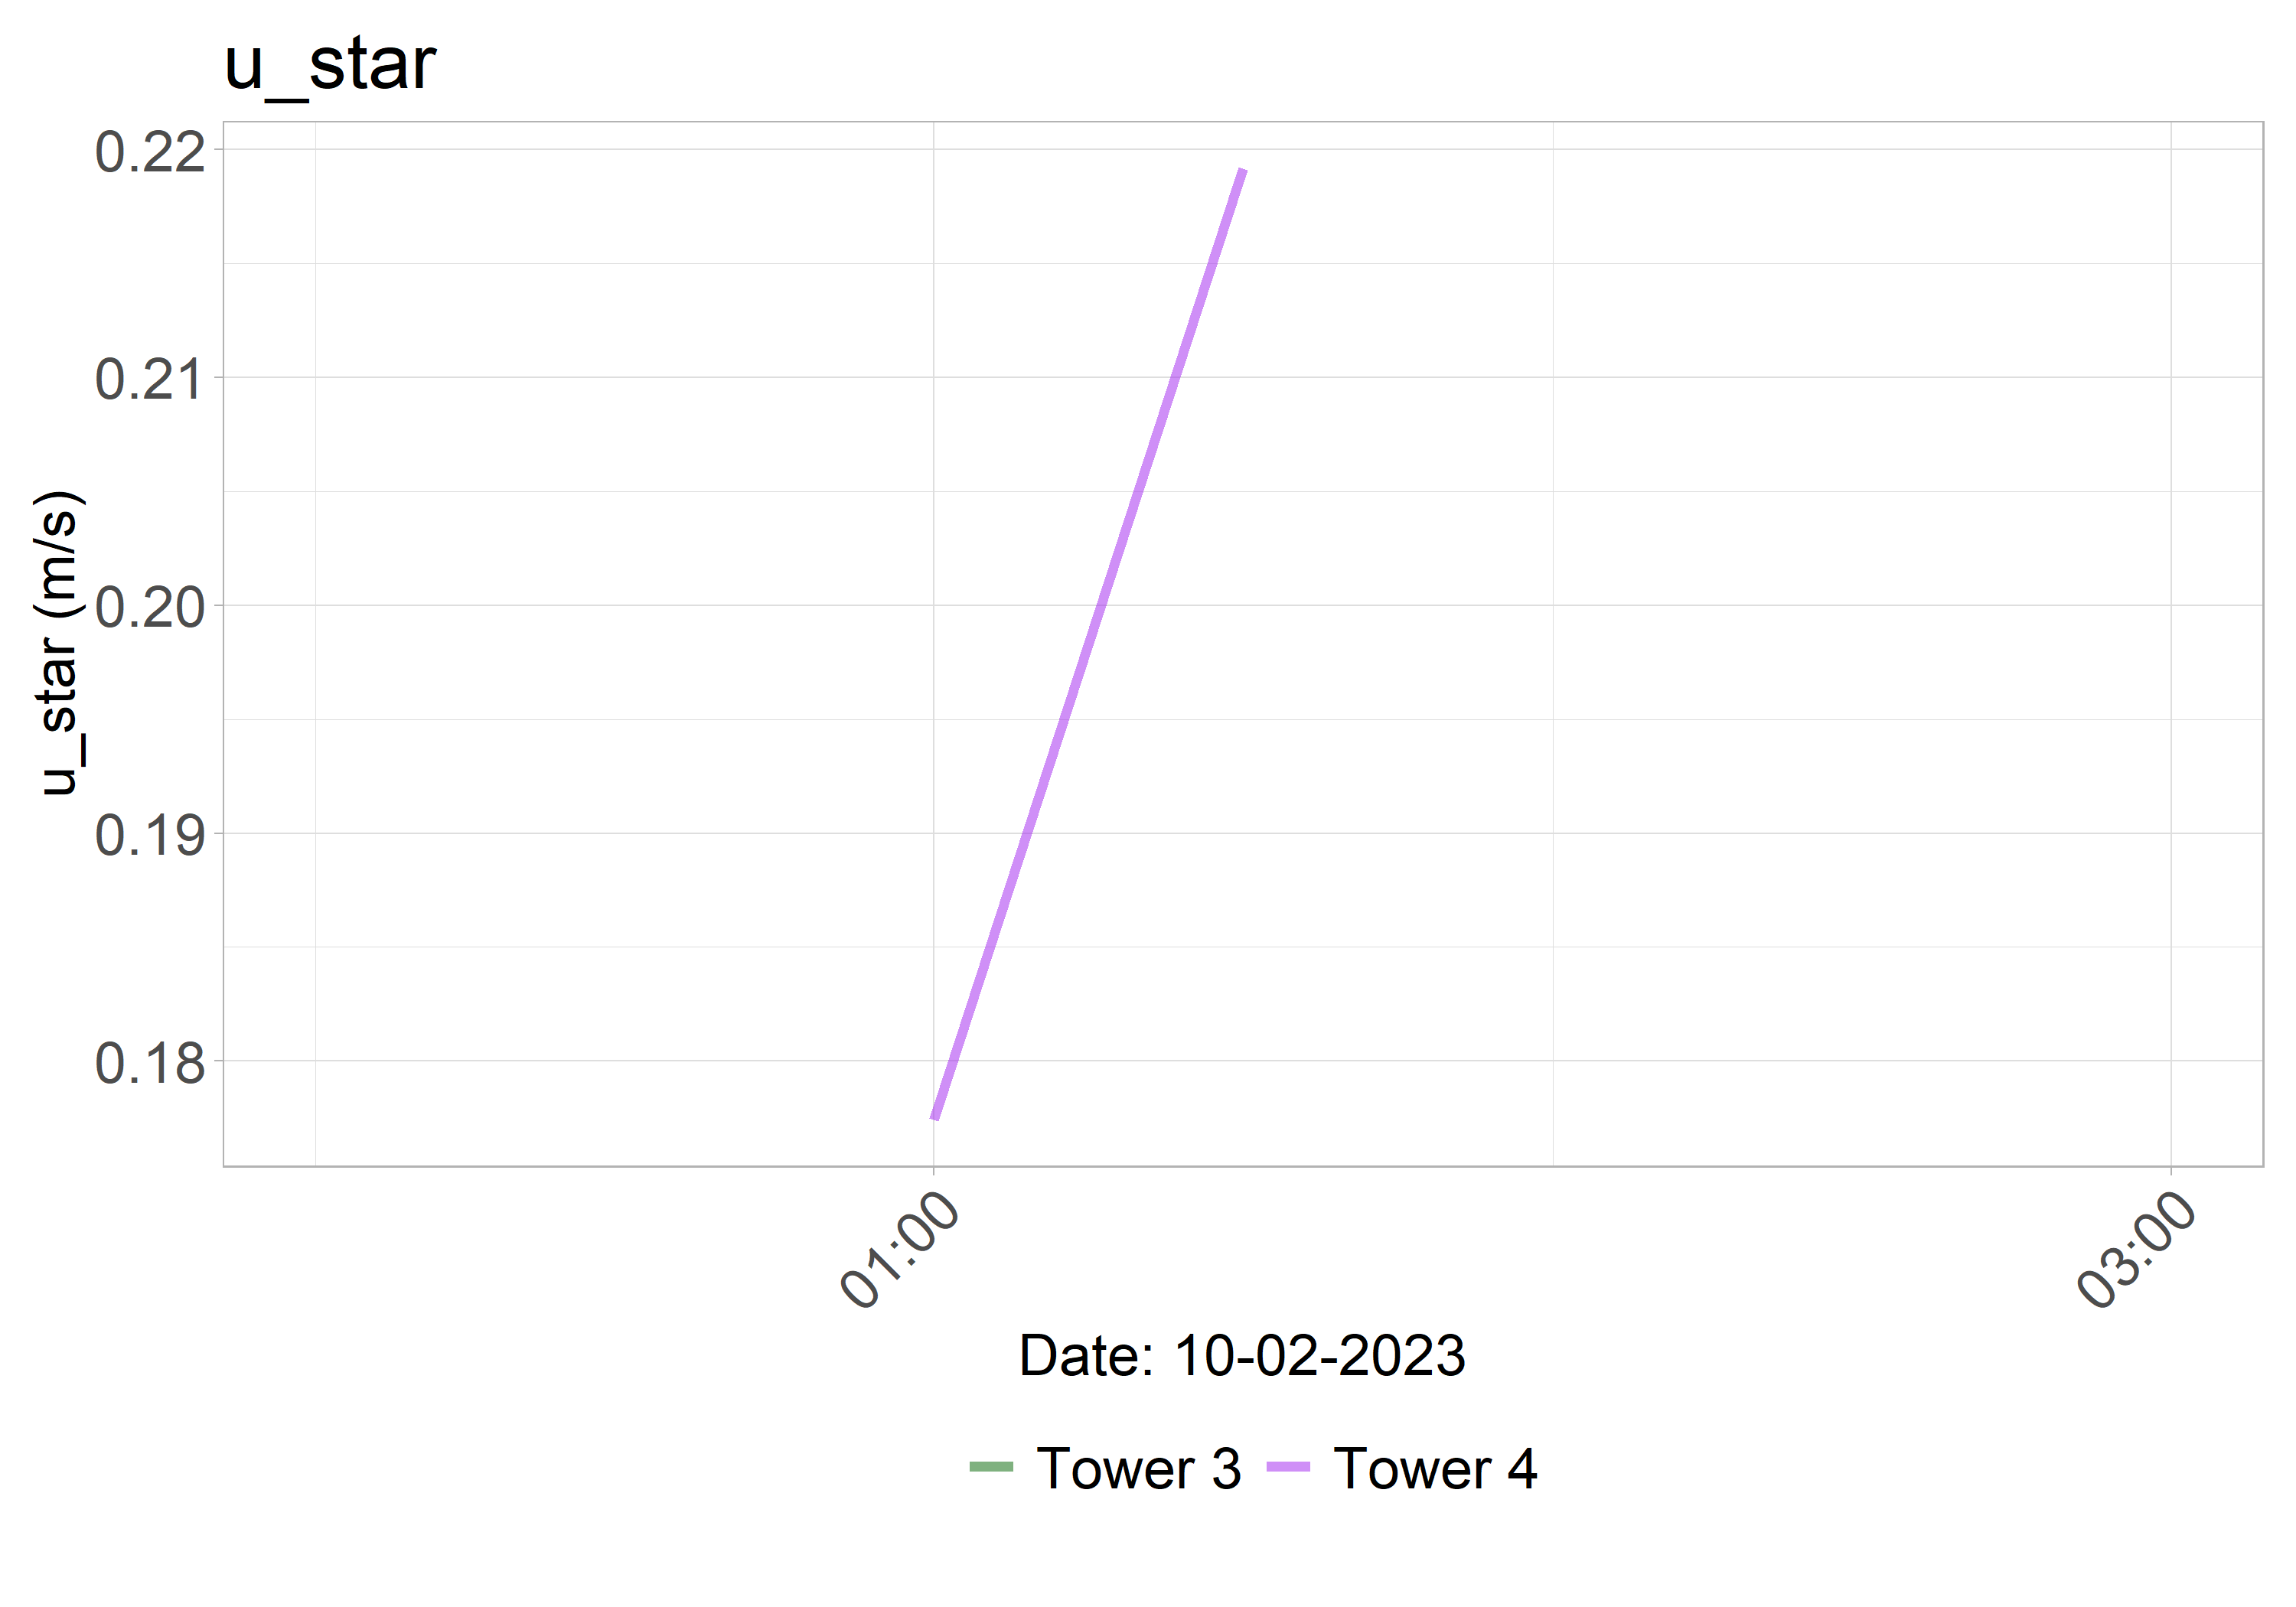 u_star
0.22
0.21
0.20
0.19
0.18
u_star (m/s)
01:00
03:00
Date: 10-02-2023
Tower 3
Tower 4